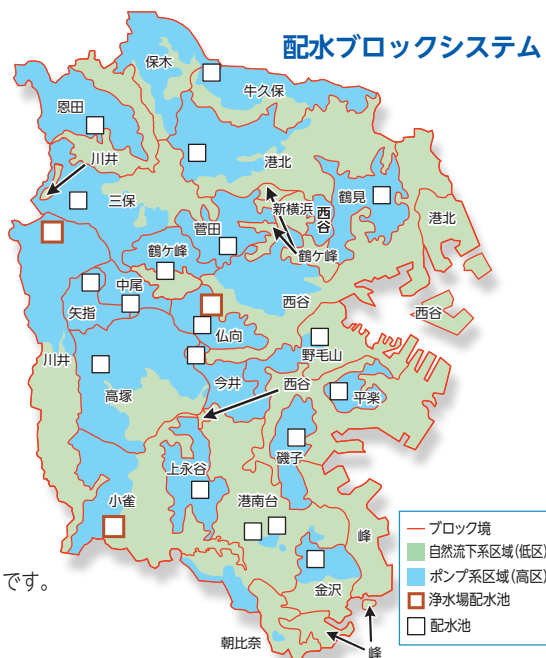 配水ブロックシステム
保木
牛久保
恩田
川井
港北
三保
新横浜
西谷
鶴見
港北
菅田
鶴ケ峰
鶴ケ峰
中尾
矢指
西谷
西谷
仏向
野毛山
川井
高塚
今井
西谷
平楽
磯子
上永谷
小雀
港南台
峰
金沢
朝比奈
峰
です。
ブロック境
自然流下系区域(低区)
ポンプ系区域(高区)
浄水場配水池
配水池